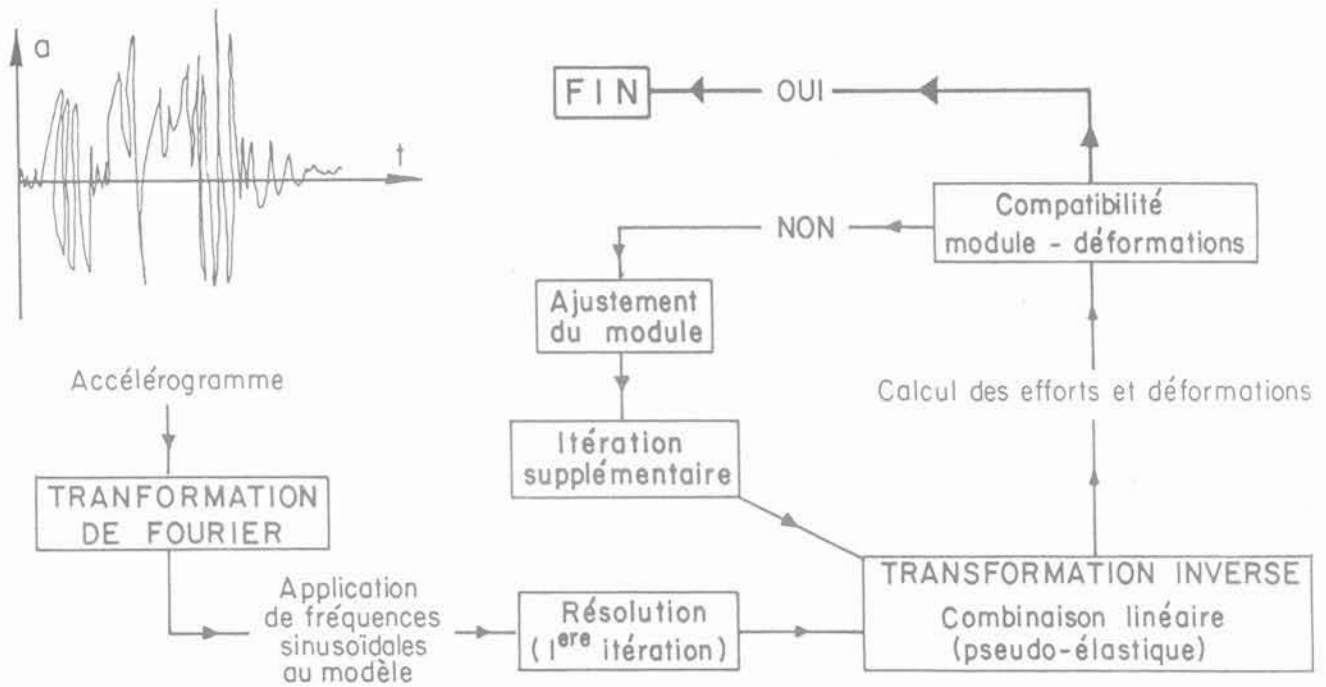 a
t
FIN
OUI
Compatibilité
module - déformations
NON
Ajustement
du module
Accélérogramme
Calcul des efforts et déformations
Itération
supplémentaire
TRANFORMATION
DE FOURIER
Application
de fréquences
sinusoïdales
au modèle
Résolution
(1ere itération)
TRANSFORMATION INVERSE
Combinaison linéaire
(pseudo-élastique)